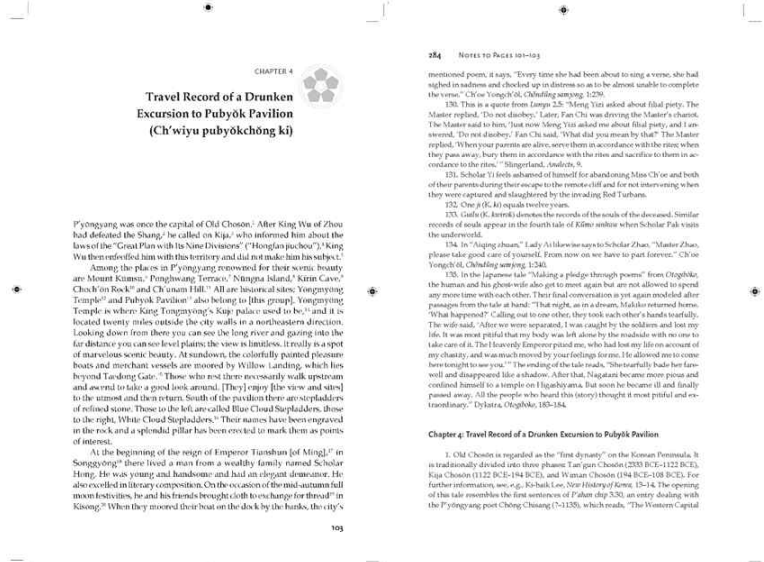 CHAPTER 4
Travel Record of a Drunken
Excursion to Pubyŏk Pavilion
(Ch'wiyu pubyŏkchŏng ki)
P'yŏngyang was once the capital of Old Chosŏn.¹ After King Wu of Zhou
had defeated the Shang,² he called on Kija,³ who informed him about the
laws of the "Great Plan with Its Nine Divisions" ("Hongfan jiuchou").⁴ King
Wu then enfeoffed him with this territory and did not make him his subject.⁵
Among the places in P'yŏngyang renowned for their scenic beauty
are Mount Kŭmsu,⁶ Ponghwang Terrace,⁷ Nŭngna Island,⁸ Kirin Cave,⁹
Choch'ŏn Rock¹⁰ and Ch'unam Hill.¹¹ All are historical sites; Yŏngmyŏng
Temple¹² and Pubyŏk Pavilion¹³ also belong to [this group]. Yŏngmyŏng
Temple is where King Tongmyŏng's Kuje palace used to be,¹⁴ and it is
located twenty miles outside the city walls in a northeastern direction.
Looking down from there you see the long river and gazing into the
far distance you can see level plains; the view is limitless. It really is a spot
of marvelous scenic beauty. At sundown, the colorfully painted pleasure
boats and merchant vessels are moored by Willow Landing, which lies
beyond Taedong Gate.¹⁵ Those who rest there necessarily walk upstream
and ascend to take a good look around. [They] enjoy [the view and sites]
to the utmost and then return. South of the pavilion there are stepladders
of refined stone. Those to the left are called Blue Cloud Stepladders, those
to the right, White Cloud Stepladders.¹⁶ Their names have been engraved
in the rock and a splendid pillar has been erected to mark them as points
of interest.
At the beginning of the reign of Emperor Tianshun [of Ming],¹⁷ in
Songgyŏng¹⁸ there lived a man from a wealthy family named Scholar
Hong. He was young and handsome and had an elegant demeanor. He
also excelled in literary composition. On the occasion of the mid-autumn full
moon festivities, he and his friends brought cloth to exchange for thread¹⁹ in
Kisŏng.²⁰ When they moored their boat on the dock by the banks, the city's
103
284 NOTES TO PAGES 101–103
mentioned poem, it says, "Every time she had been about to sing a verse, she had
sighed in sadness and chocked up in distress so as to be almost unable to complete
the verse." Ch'oe Yongch'ŏl, Chŏndŭng samjong, 1:239.
130. This is a quote from Lunyu 2.5: "Meng Yizi asked about filial piety. The
Master replied, 'Do not disobey.' Later, Fan Chi was driving the Master's chariot.
The Master said to him, 'Just now Meng Yizi asked me about filial piety, and I an-
swered, 'Do not disobey.' Fan Chi said, 'What did you mean by that?' The Master
replied, 'When your parents are alive, serve them in accordance with the rites; when
they pass away, bury them in accordance with the rites and sacrifice to them in ac-
cordance to the rites.'" Slingerland, Analects, 9.
131. Scholar Yi feels ashamed of himself for abandoning Miss Ch'oe and both
of their parents during their escape to the remote cliff and for not intervening when
they were captured and slaughtered by the invading Red Turbans.
132. One ji (K. ki) equals twelve years.
133. Guilu (K. kwirok) denotes the records of the souls of the deceased. Similar
records of souls appear in the fourth tale of Kŭmo sinhwa when Scholar Pak visits
the underworld.
134. In "Aiqing zhuan," Lady Ai likewise says to Scholar Zhao, "Master Zhao,
please take good care of yourself. From now on we have to part forever." Ch'oe
Yongch'ŏl, Chŏndŭng samjong, 1:240.
135. In the Japanese tale "Making a pledge through poems" from Otogibōko,
the human and his ghost-wife also get to meet again but are not allowed to spend
any more time with each other. Their final conversation is yet again modeled after
passages from the tale at hand: "That night, as in a dream, Makiko returned home.
'What happened?' Calling out to one other, they took each other's hands tearfully.
The wife said, 'After we were separated, I was caught by the soldiers and lost my
life. It was most pitiful that my body was left alone by the roadside with no one to
take care of it. The Heavenly Emperor pitied me, who had lost my life on account of
my chastity, and was much moved by your feelings for me. He allowed me to come
here tonight to see you.'" The ending of the tale reads, "She tearfully bade her fare-
well and disappeared like a shadow. After that, Nagatani became more pious and
confined himself to a temple on Higashiyama. But soon he became ill and finally
passed away. All the people who heard this (story) thought it most pitiful and ex-
traordinary." Dykstra, Otogibōko, 183–184.
Chapter 4: Travel Record of a Drunken Excursion to Pubyŏk Pavilion
1. Old Chosŏn is regarded as the "first dynasty" on the Korean Peninsula. It
is traditionally divided into three phases: Tan'gun Chosŏn (2333 BCE–1122 BCE),
Kija Chosŏn (1122 BCE–194 BCE), and Wiman Chosŏn (194 BCE–108 BCE). For
further information, see, e.g., Ki-baik Lee, New History of Korea, 13–14. The opening
of this tale resembles the first sentences of P'ahan chip 3.30, an entry dealing with
the P'yŏngyang poet Chŏng Chisang (?–1135), which reads, "The Western Capital